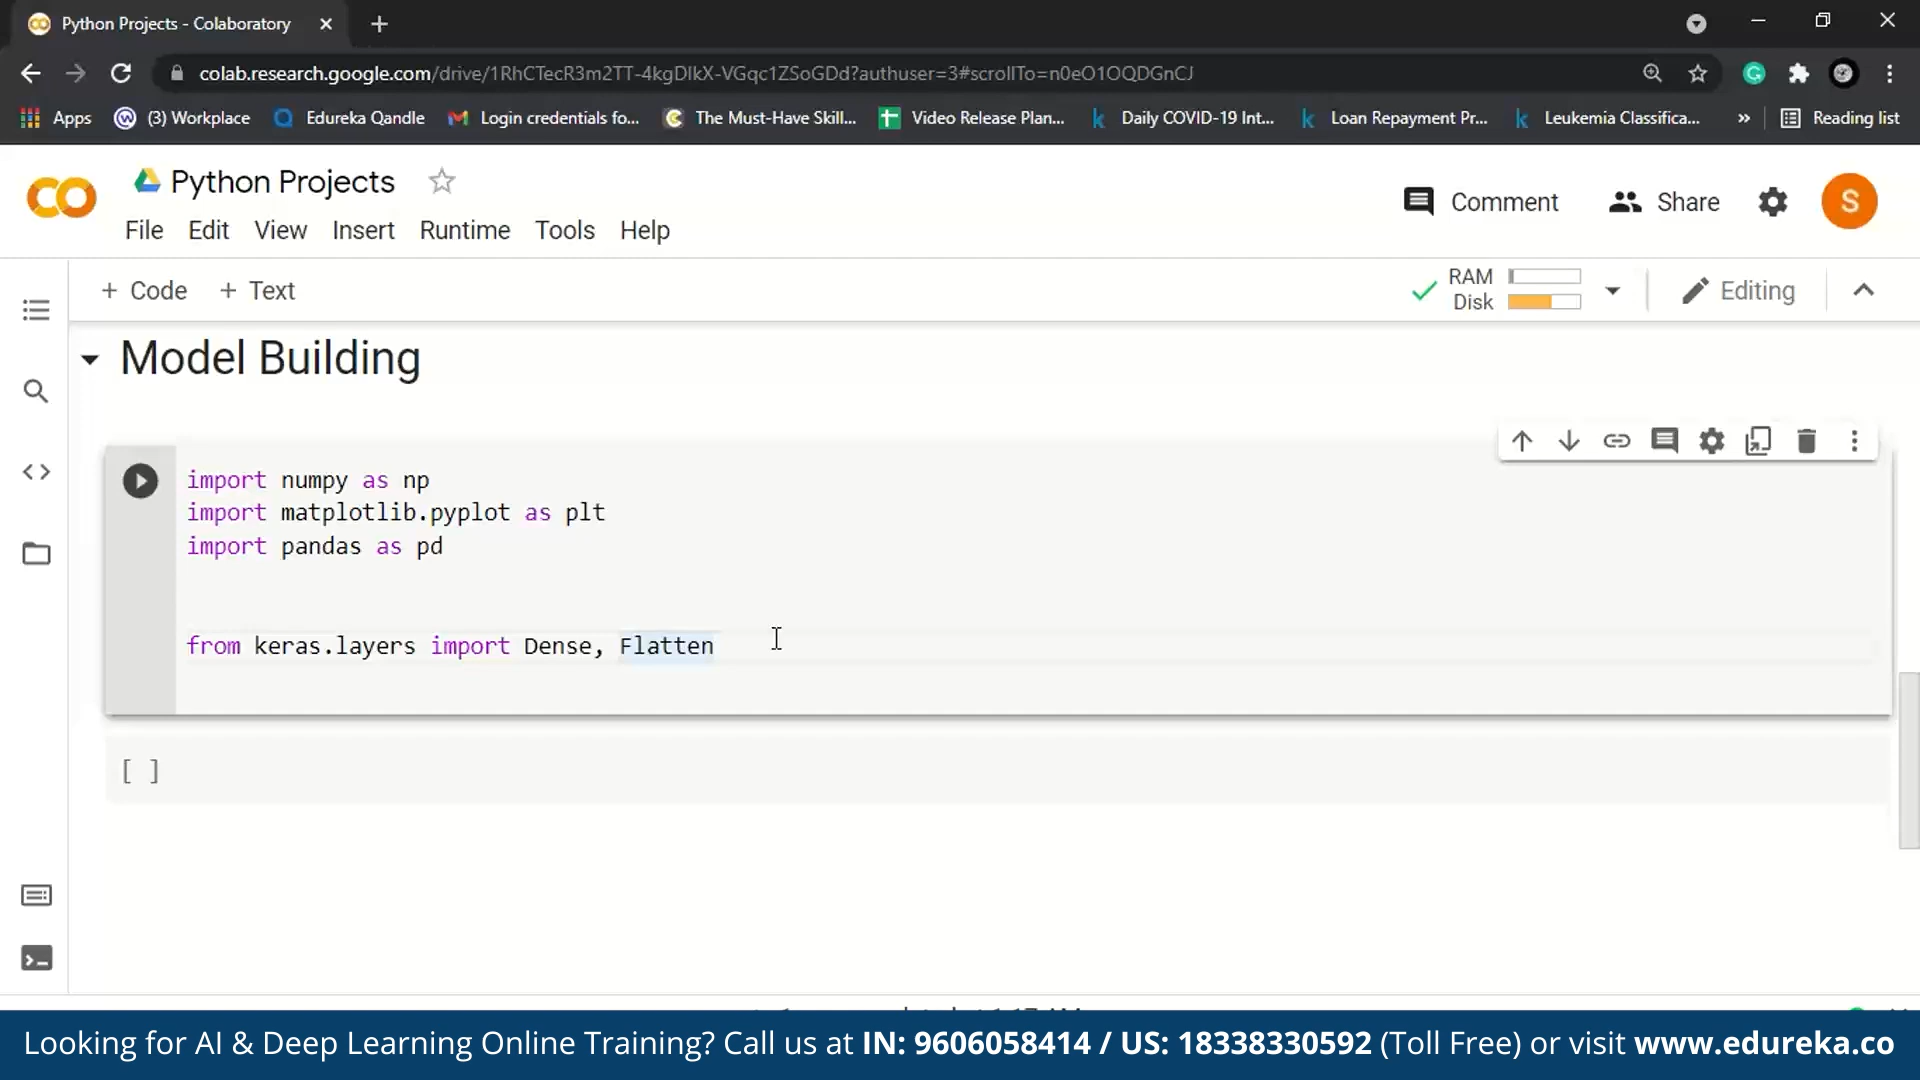 Python Projects - Colaboratory
colab.research.google.com/drive/1RhCTecR3m2TT-4kgDlkX-VGqc1ZSoGDd?authuser=3#scrollTo=n0eO1OQDGnCJ
Apps (3) Workplace Edureka Qandle Login credentials fo... The Must-Have Skill... Video Release Plan... Daily COVID-19 Int... Loan Repayment Pr... Leukemia Classifica... » Reading list
Python Projects
Comment Share S
File Edit View Insert Runtime Tools Help
+ Code + Text
RAM
Disk
Editing
Model Building
import numpy as np
import matplotlib.pyplot as plt
import pandas as pd
from keras.layers import Dense, Flatten
[ ]
Looking for AI & Deep Learning Online Training? Call us at IN: 9606058414 / US: 18338330592 (Toll Free) or visit www.edureka.co